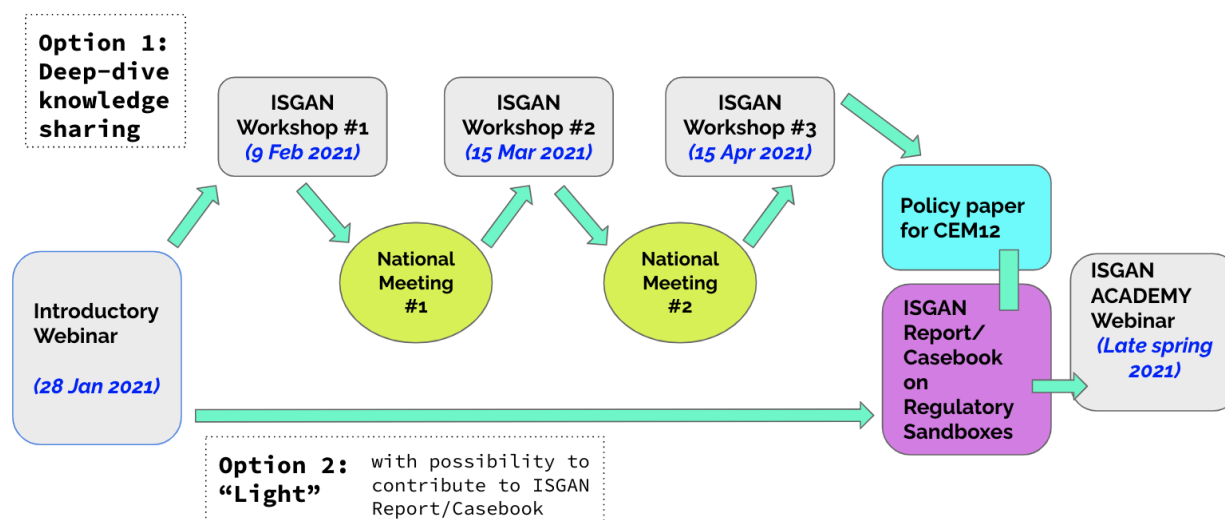 Option 1:
Deep-dive
knowledge
sharing
ISGAN
Workshop #1
(9 Feb 2021)
ISGAN
Workshop #2
(15 Mar 2021)
ISGAN
Workshop #3
(15 Apr 2021)
Introductory
Webinar
(28 Jan 2021)
National
Meeting
#1
National
Meeting
#2
Policy paper
for CEM12
ISGAN
Report/
Casebook
on
Regulatory
Sandboxes
ISGAN
ACADEMY
Webinar
(Late spring
2021)
Option 2:
“Light”
with possibility to
contribute to ISGAN
Report/Casebook